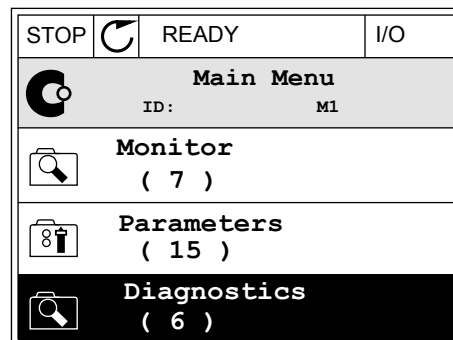 STOP READY I/O
Main Menu
ID: M1
Monitor
( 7 )
Parameters
( 15 )
Diagnostics
( 6 )